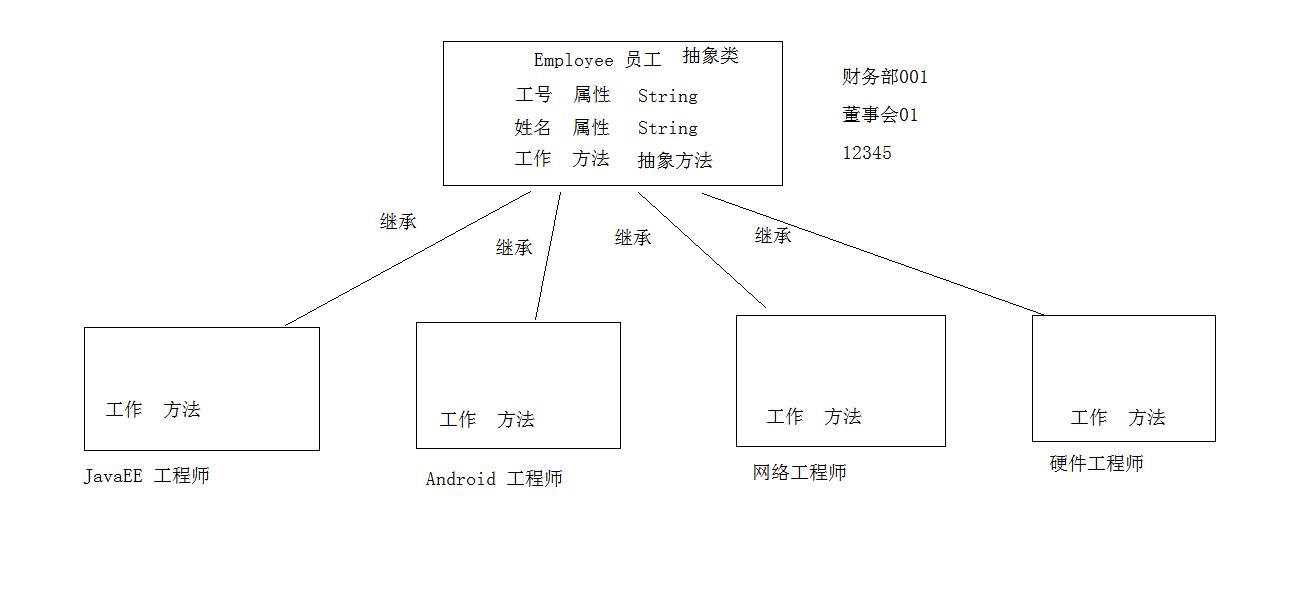 Employee 员工 抽象类
工号 属性 String
姓名 属性 String
工作 方法 抽象方法
财务部001
董事会01
12345
继承
继承
继承
继承
工作 方法
JavaEE 工程师
工作 方法
Android 工程师
工作 方法
网络工程师
工作 方法
硬件工程师